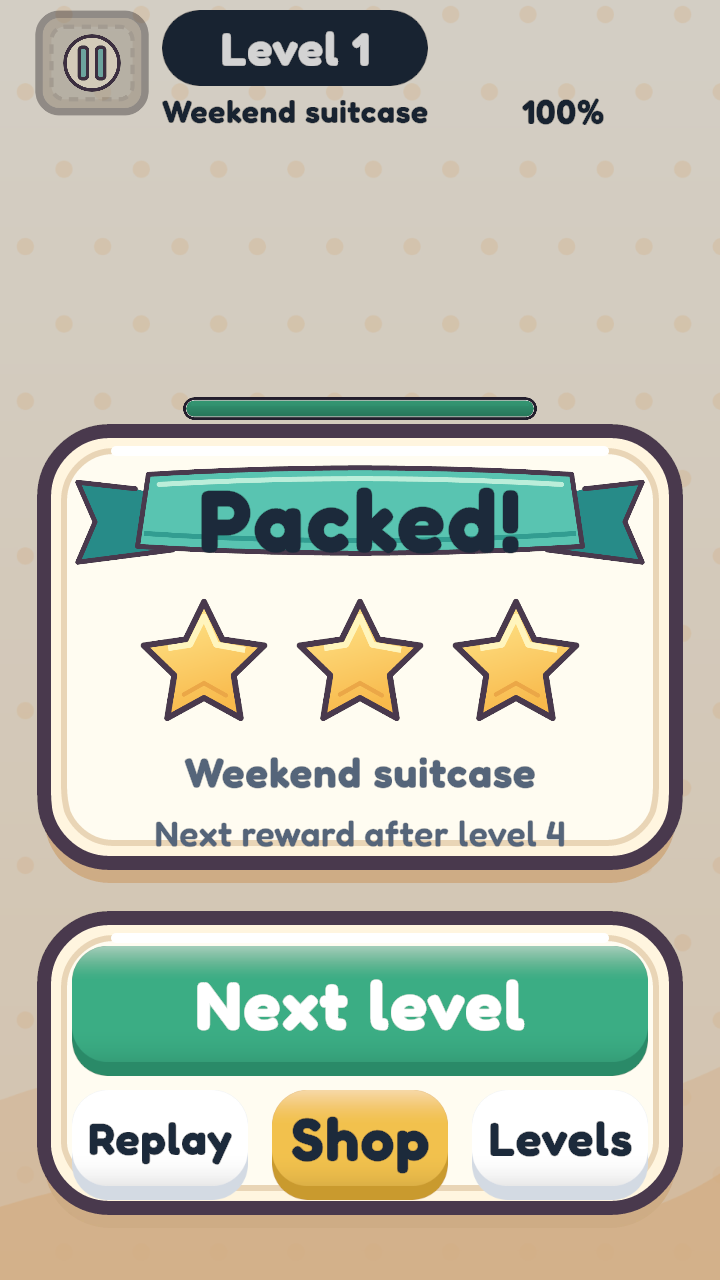 Level 1
Weekend suitcase 100%
Packed!
Weekend suitcase
Next reward after level 4
Next level
Replay Shop Levels